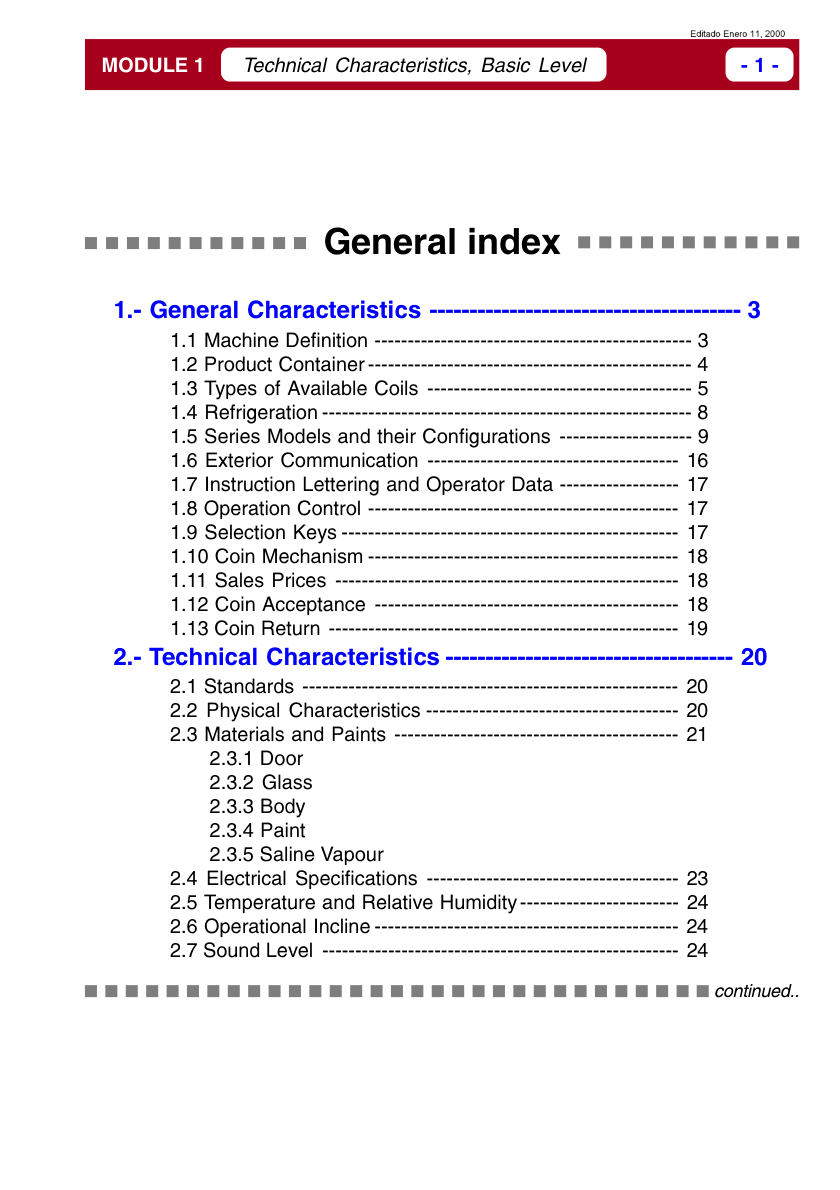 Editado Enero 11, 2000
MODULE 1 Technical Characteristics, Basic Level - 1 -
General index
1.- General Characteristics --------------------------------------- 3
1.1 Machine Definition ------------------------------------------------ 3
1.2 Product Container ------------------------------------------------- 4
1.3 Types of Available Coils ---------------------------------------- 5
1.4 Refrigeration -------------------------------------------------------- 8
1.5 Series Models and their Configurations -------------------- 9
1.6 Exterior Communication -------------------------------------- 16
1.7 Instruction Lettering and Operator Data ------------------ 17
1.8 Operation Control ----------------------------------------------- 17
1.9 Selection Keys --------------------------------------------------- 17
1.10 Coin Mechanism ----------------------------------------------- 18
1.11 Sales Prices ---------------------------------------------------- 18
1.12 Coin Acceptance ---------------------------------------------- 18
1.13 Coin Return ----------------------------------------------------- 19
2.- Technical Characteristics ------------------------------------ 20
2.1 Standards --------------------------------------------------------- 20
2.2 Physical Characteristics -------------------------------------- 20
2.3 Materials and Paints ------------------------------------------- 21
2.3.1 Door
2.3.2 Glass
2.3.3 Body
2.3.4 Paint
2.3.5 Saline Vapour
2.4 Electrical Specifications -------------------------------------- 23
2.5 Temperature and Relative Humidity ------------------------ 24
2.6 Operational Incline ---------------------------------------------- 24
2.7 Sound Level ------------------------------------------------------ 24
continued..